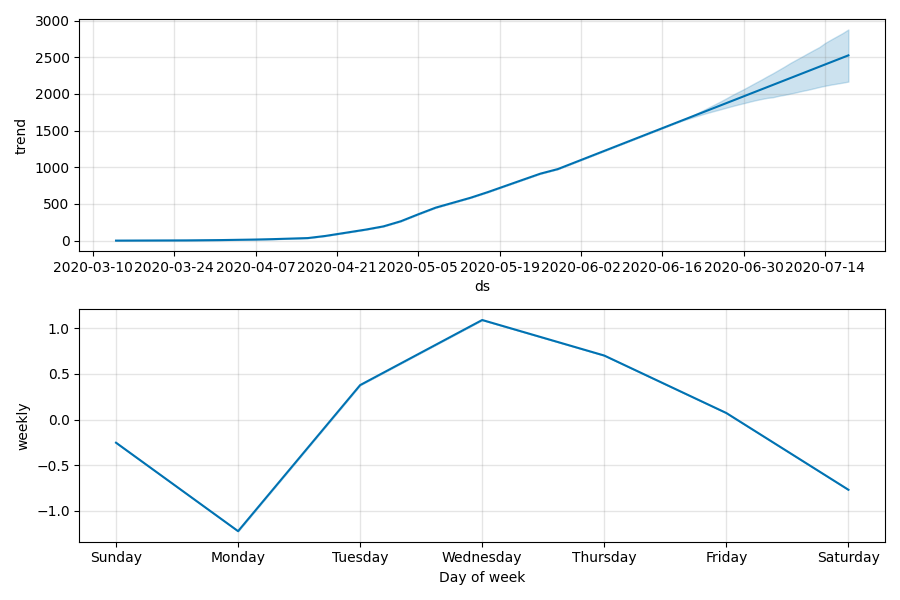 3000
2500
2000
1500
1000
500
0
trend
2020-03-10 2020-03-24 2020-04-07 2020-04-21 2020-05-05 2020-05-19 2020-06-02 2020-06-16 2020-06-30 2020-07-14
ds
1.0
0.5
0.0
−0.5
−1.0
weekly
Sunday Monday Tuesday Wednesday Thursday Friday Saturday
Day of week